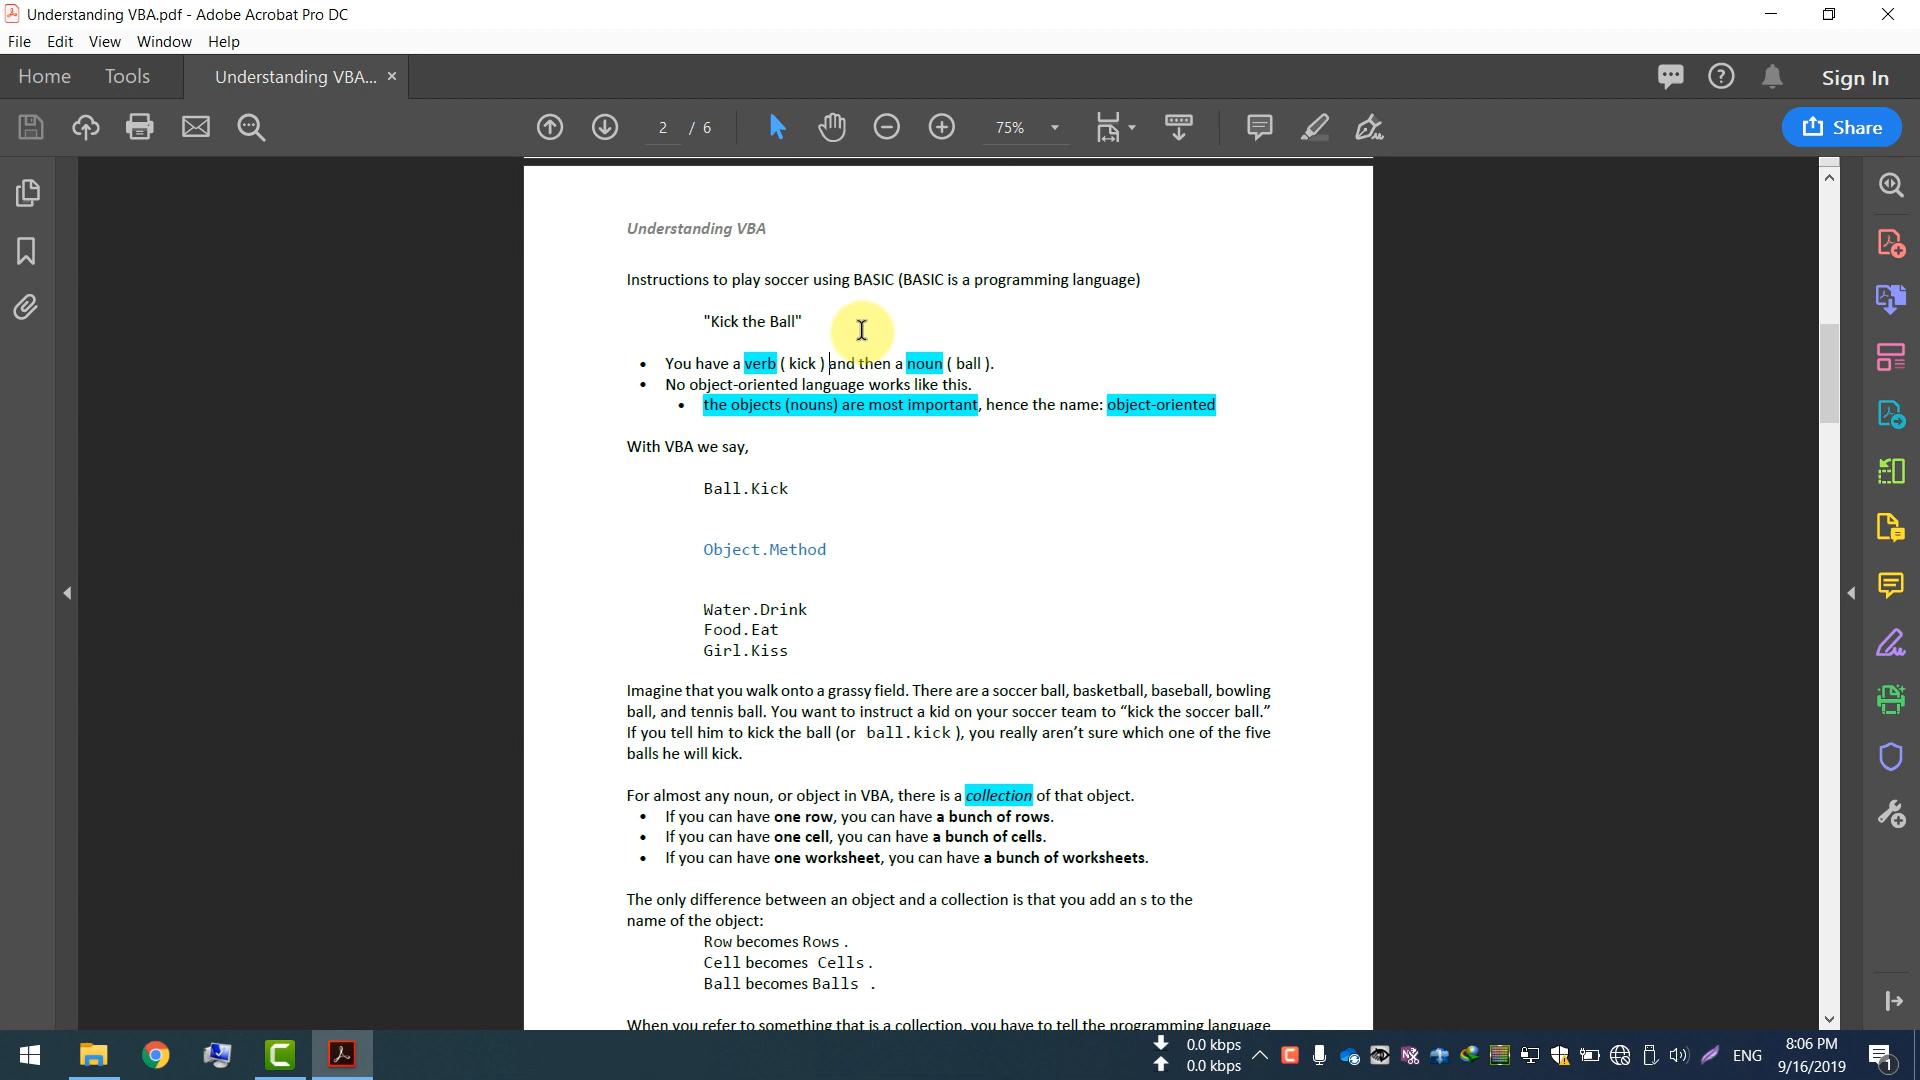 Understanding VBA.pdf - Adobe Acrobat Pro DC
File Edit View Window Help
Home Tools Understanding VBA... × Sign In
2 / 6 75% Share
Understanding VBA
Instructions to play soccer using BASIC (BASIC is a programming language)
"Kick the Ball"
• You have a verb ( kick ) and then a noun ( ball ).
• No object-oriented language works like this.
• the objects (nouns) are most important, hence the name: object-oriented
With VBA we say,
Ball.Kick
Object.Method
Water.Drink
Food.Eat
Girl.Kiss
Imagine that you walk onto a grassy field. There are a soccer ball, basketball, baseball, bowling
ball, and tennis ball. You want to instruct a kid on your soccer team to “kick the soccer ball.”
If you tell him to kick the ball (or ball.kick ), you really aren’t sure which one of the five
balls he will kick.
For almost any noun, or object in VBA, there is a collection of that object.
• If you can have one row, you can have a bunch of rows.
• If you can have one cell, you can have a bunch of cells.
• If you can have one worksheet, you can have a bunch of worksheets.
The only difference between an object and a collection is that you add an s to the
name of the object:
Row becomes Rows .
Cell becomes Cells.
Ball becomes Balls .
When you refer to something that is a collection, you have to tell the programming language
0.0 kbps
0.0 kbps
ENG
8:06 PM
9/16/2019
1